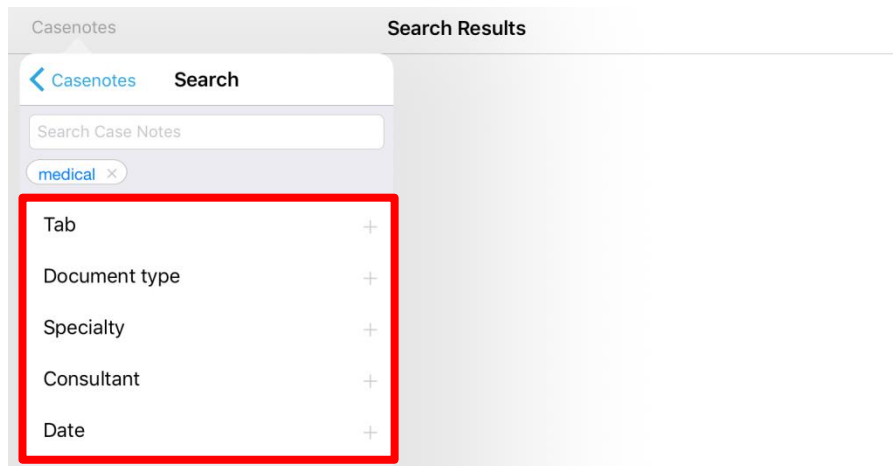 Casenotes
Search Results
Casenotes Search
Search Case Notes
medical ×
Tab +
Document type +
Specialty +
Consultant +
Date +